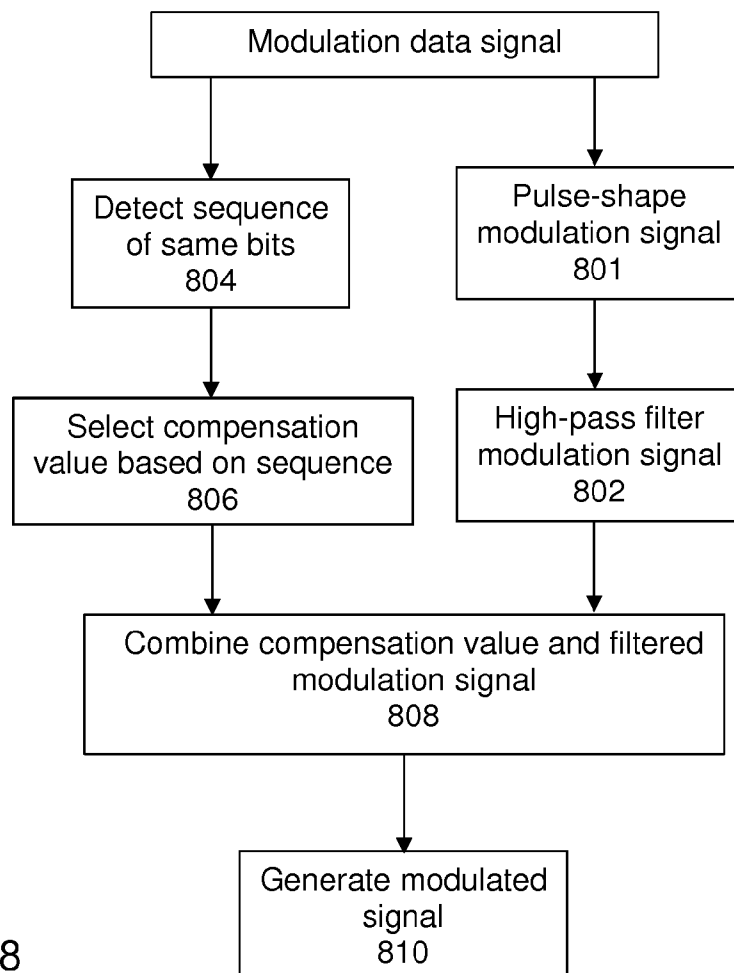 Modulation data signal
Detect sequence
of same bits
804
Pulse-shape
modulation signal
801
Select compensation
value based on sequence
806
High-pass filter
modulation signal
802
Combine compensation value and filtered
modulation signal
808
Generate modulated
signal
810
8